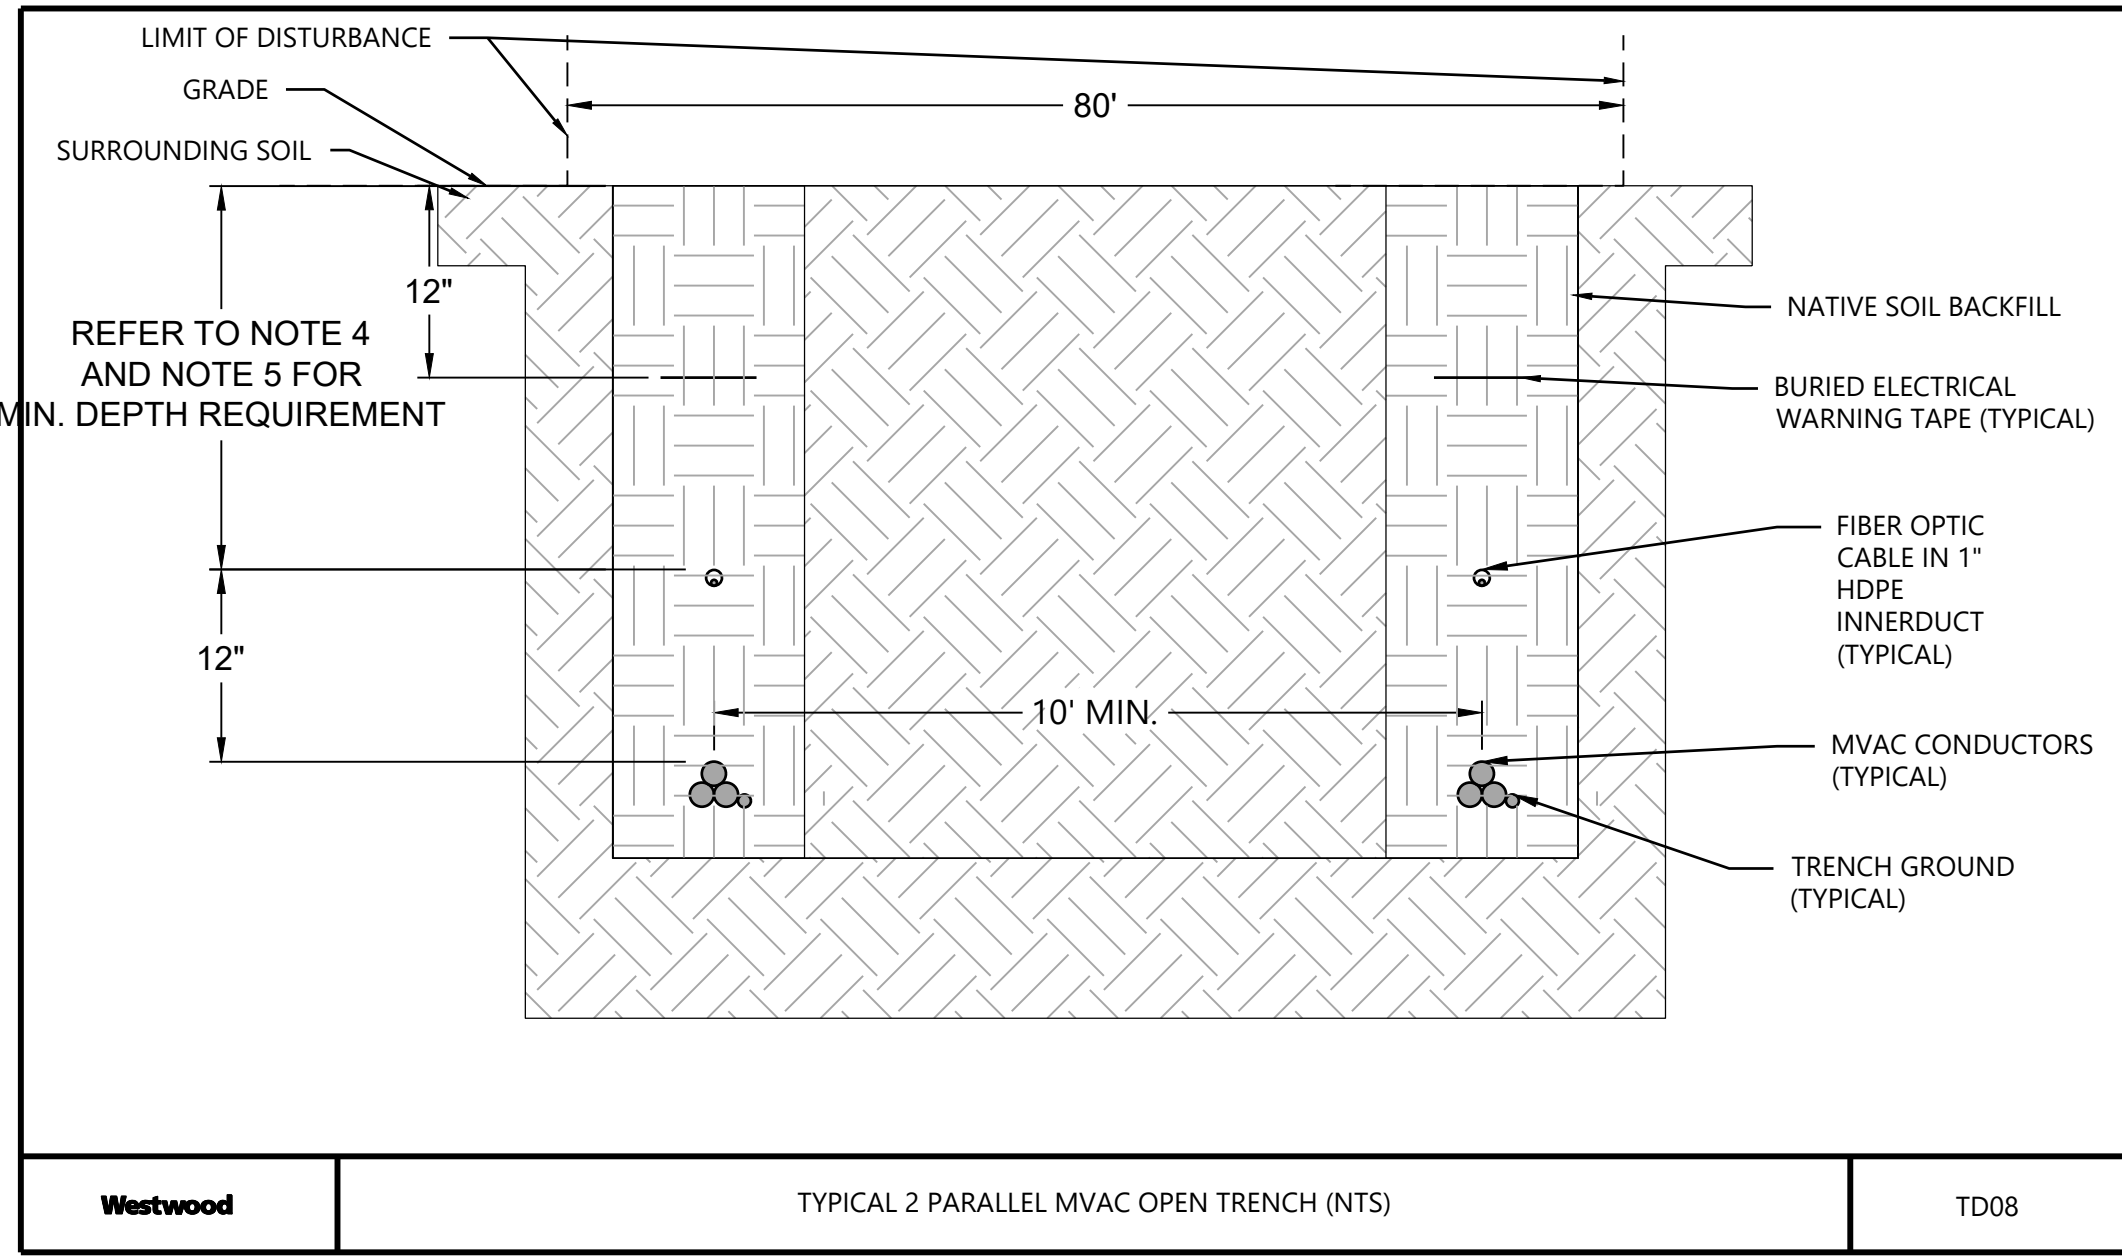 LIMIT OF DISTURBANCE
GRADE
80'
SURROUNDING SOIL
12"
REFER TO NOTE 4
AND NOTE 5 FOR
MIN. DEPTH REQUIREMENT
NATIVE SOIL BACKFILL
BURIED ELECTRICAL
WARNING TAPE (TYPICAL)
FIBER OPTIC
CABLE IN 1"
HDPE
INNERDUCT
(TYPICAL)
12"
10' MIN.
MVAC CONDUCTORS
(TYPICAL)
TRENCH GROUND
(TYPICAL)
Westwood
TYPICAL 2 PARALLEL MVAC OPEN TRENCH (NTS)
TD08